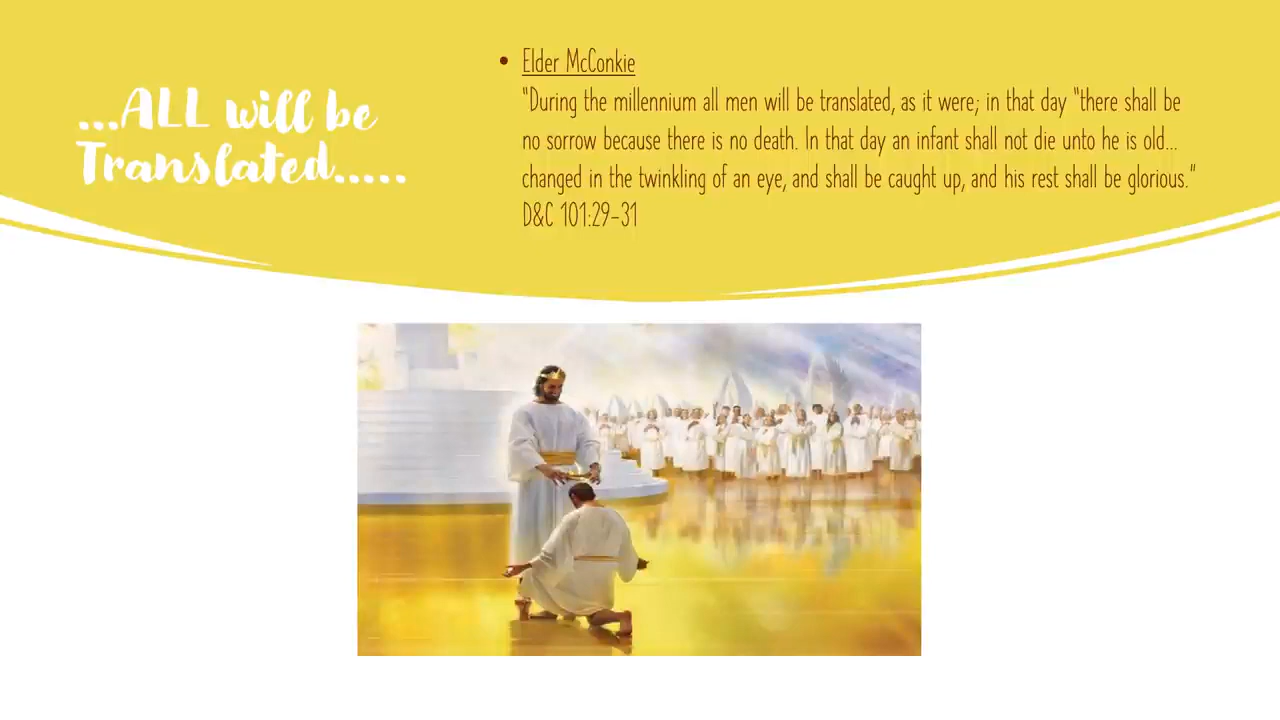 ...ALL will be
Translated.....
• Elder McConkie
"During the millennium all men will be translated, as it were; in that day "there shall be
no sorrow because there is no death. In that day an infant shall not die unto he is old...
changed in the twinkling of an eye, and shall be caught up, and his rest shall be glorious."
D&C 101:29-31